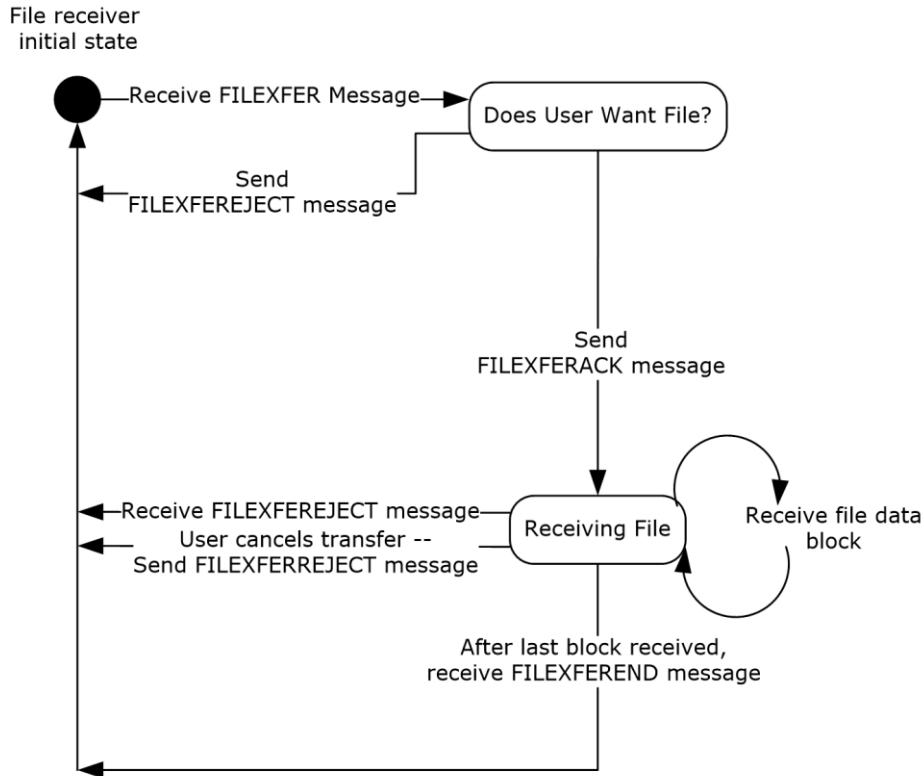 File receiver
initial state
Receive FILEXFER Message
Does User Want File?
Send
FILEXFEREJECT message
Send
FILEXFERACK message
Receive FILEXFEREJECT message
User cancels transfer --
Send FILEXFERREJECT message
Receiving File
Receive file data
block
After last block received,
receive FILEXFEREND message